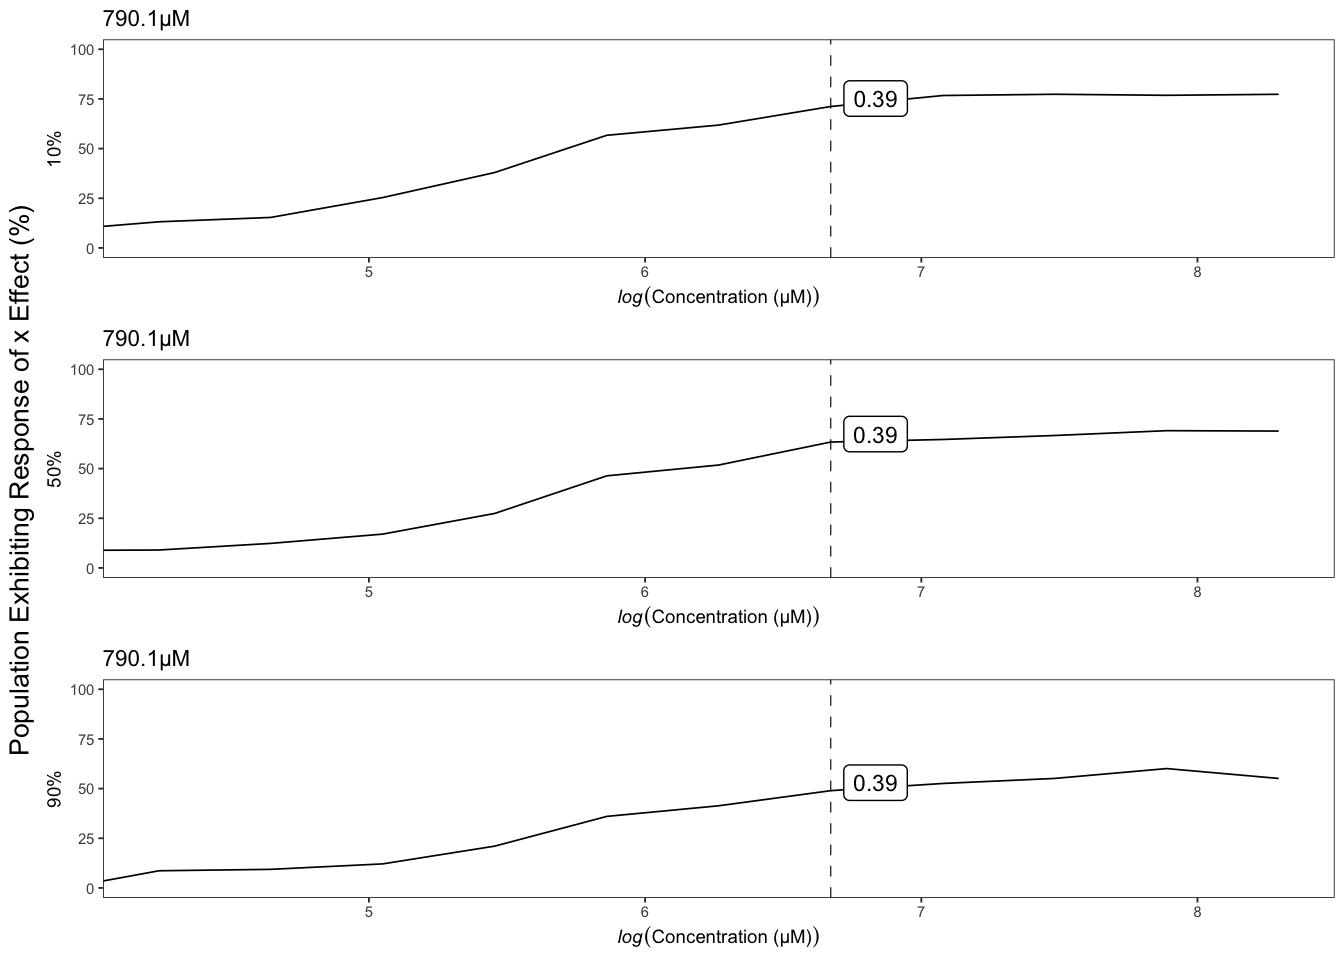 Population Exhibiting Response of x Effect (%)
790.1µM
10%
100
75
50
25
0
0.39
5 6 7 8
log(Concentration (µM))
790.1µM
50%
100
75
50
25
0
0.39
5 6 7 8
log(Concentration (µM))
790.1µM
90%
100
75
50
25
0
0.39
5 6 7 8
log(Concentration (µM))